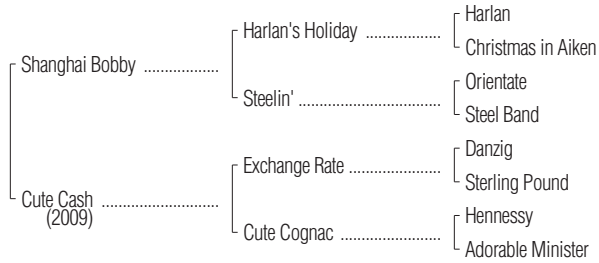 Harlan
Harlan's Holiday ..................
Christmas in Aiken
Shanghai Bobby ..................
Orientate
Steelin' ..................................
Steel Band
Danzig
Exchange Rate ......................
Sterling Pound
Cute Cash ............................
(2009)
Hennessy
Cute Cognac ........................
Adorable Minister